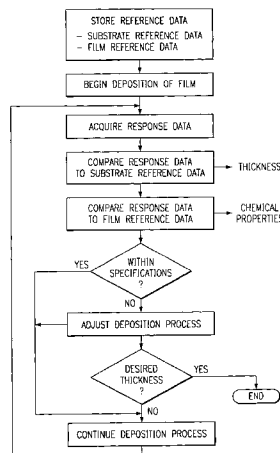 STORE REFERENCE DATA
– SUBSTRATE REFERENCE DATA
– FILM REFERENCE DATA
BEGIN DEPOSITION OF FILM
ACQUIRE RESPONSE DATA
COMPARE RESPONSE DATA
TO SUBSTRATE REFERENCE DATA
THICKNESS
COMPARE RESPONSE DATA
TO FILM REFERENCE DATA
CHEMICAL
PROPERTIES
YES
WITHIN
SPECIFICATIONS
?
NO
ADJUST DEPOSITION PROCESS
DESIRED
THICKNESS
?
YES
END
NO
CONTINUE DEPOSITION PROCESS